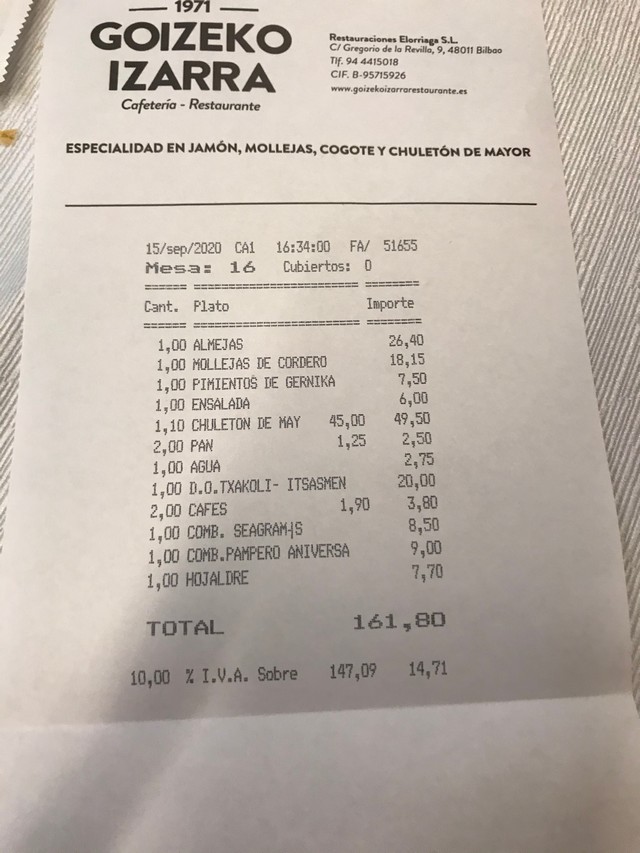 1971
GOIZEKO
IZARRA
Cafetería - Restaurante
Restauraciones Elorriaga S.L.
C/ Gregorio de la Revilla, 9, 48011 Bilbao
Tlf. 94 4415018
CIF. B-95715926
www.goizekoizarrarestaurante.es
ESPECIALIDAD EN JAMÓN, MOLLEJAS, COGOTE Y CHULETÓN DE MAYOR
15/sep/2020 CA1 16:34:00 FA/ 51655
Mesa: 16 Cubiertos: 0
Cant. Plato Importe
1,00 ALMEJAS 26,40
1,00 MOLLEJAS DE CORDERO 18,15
1,00 PIMIENTOS DE GERNIKA 7,50
1,00 ENSALADA 6,00
1,10 CHULETON DE MAY 45,00 49,50
2,00 PAN 1,25 2,50
1,00 AGUA 2,75
1,00 D.O.TXAKOLI- ITSASMEN 20,00
2,00 CAFES 1,90 3,80
1,00 COMB. SEAGRAM┤S 8,50
1,00 COMB.PAMPERO ANIVERSA 9,00
1,00 HOJALDRE 7,70
TOTAL 161,80
10,00 % I.V.A. Sobre 147,09 14,71